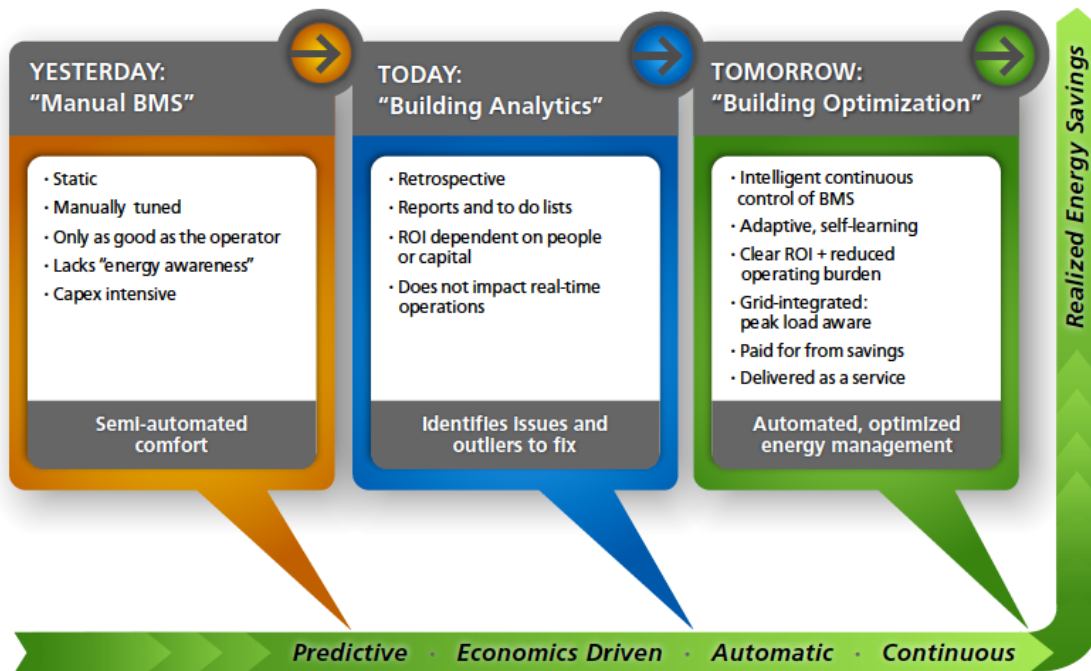 YESTERDAY:
“Manual BMS”
· Static
· Manually tuned
· Only as good as the operator
· Lacks “energy awareness”
· Capex intensive
Semi-automated
comfort
TODAY:
“Building Analytics”
· Retrospective
· Reports and to do lists
· ROI dependent on people
or capital
· Does not impact real-time
operations
Identifies issues and
outliers to fix
TOMORROW:
“Building Optimization”
· Intelligent continuous
control of BMS
· Adaptive, self-learning
· Clear ROI + reduced
operating burden
· Grid-integrated:
peak load aware
· Paid for from savings
· Delivered as a service
Automated, optimized
energy management
Realized Energy Savings
Predictive · Economics Driven · Automatic · Continuous